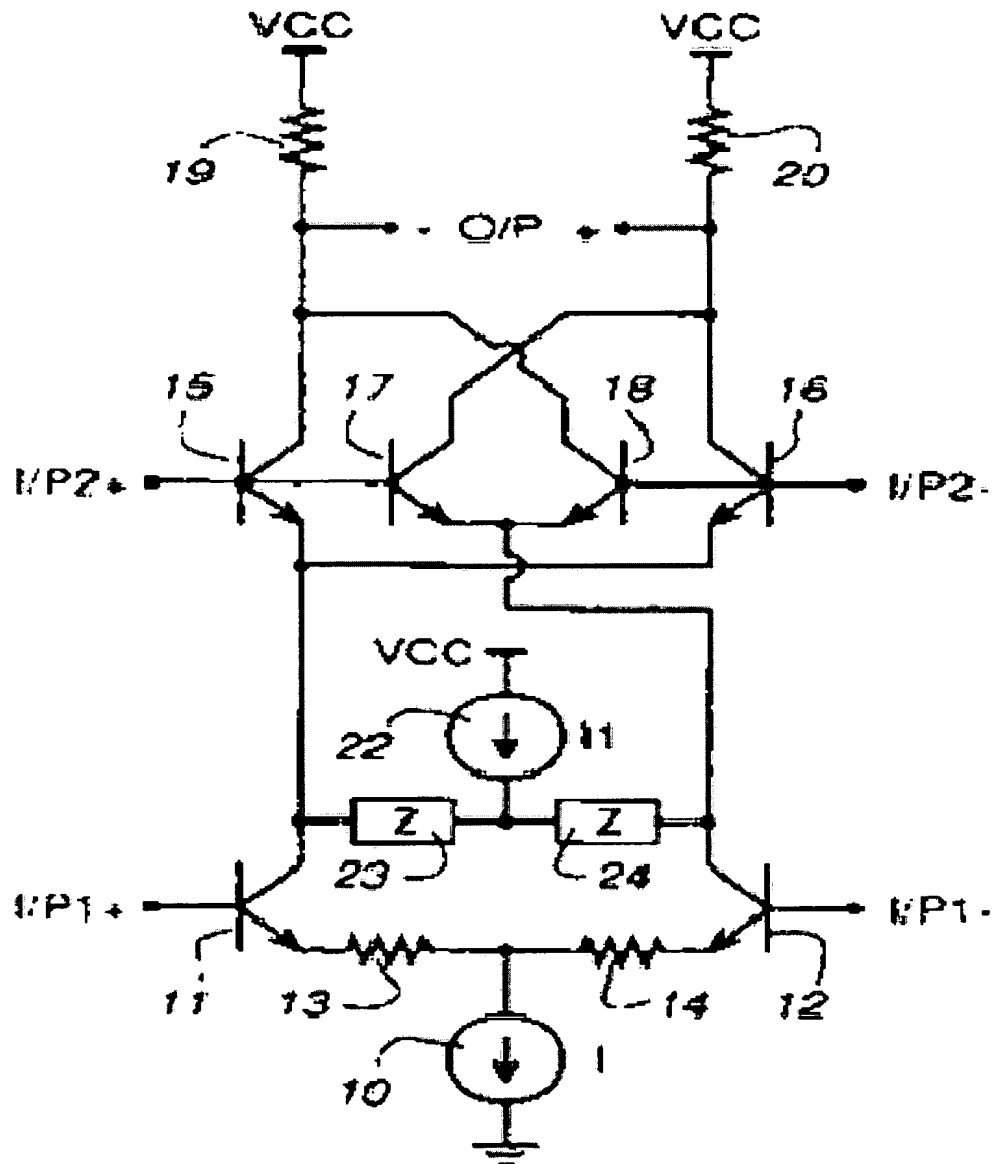 VCC VCC
19 20
- O/P +
15 17 18 16
I/P2+ I/P2-
VCC
22 I1
Z Z
23 24
I/P1+ I/P1-
11 13 14 12
10 I